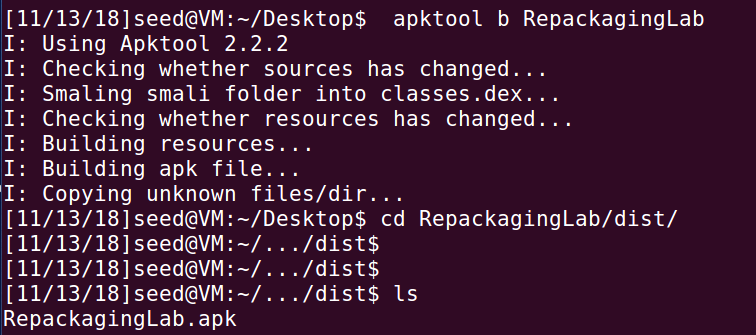 [11/13/18]seed@VM:~/Desktop$  apktool b RepackagingLab
I: Using Apktool 2.2.2
I: Checking whether sources has changed...
I: Smaling smali folder into classes.dex...
I: Checking whether resources has changed...
I: Building resources...
I: Building apk file...
I: Copying unknown files/dir...
[11/13/18]seed@VM:~/Desktop$ cd RepackagingLab/dist/
[11/13/18]seed@VM:~/.../dist$
[11/13/18]seed@VM:~/.../dist$
[11/13/18]seed@VM:~/.../dist$ ls
RepackagingLab.apk